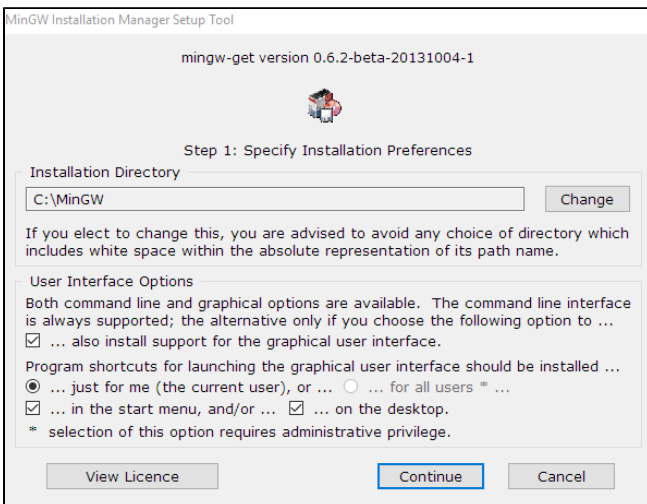 MinGW Installation Manager Setup Tool
mingw-get version 0.6.2-beta-20131004-1
Step 1: Specify Installation Preferences
Installation Directory
C:\MinGW
Change
If you elect to change this, you are advised to avoid any choice of directory which
includes white space within the absolute representation of its path name.
User Interface Options
Both command line and graphical options are available.  The command line interface
is always supported; the alternative only if you choose the following option to ...
... also install support for the graphical user interface.
Program shortcuts for launching the graphical user interface should be installed ...
... just for me (the current user), or ... ... for all users * ...
... in the start menu, and/or ... ... on the desktop.
* selection of this option requires administrative privilege.
View Licence Continue Cancel